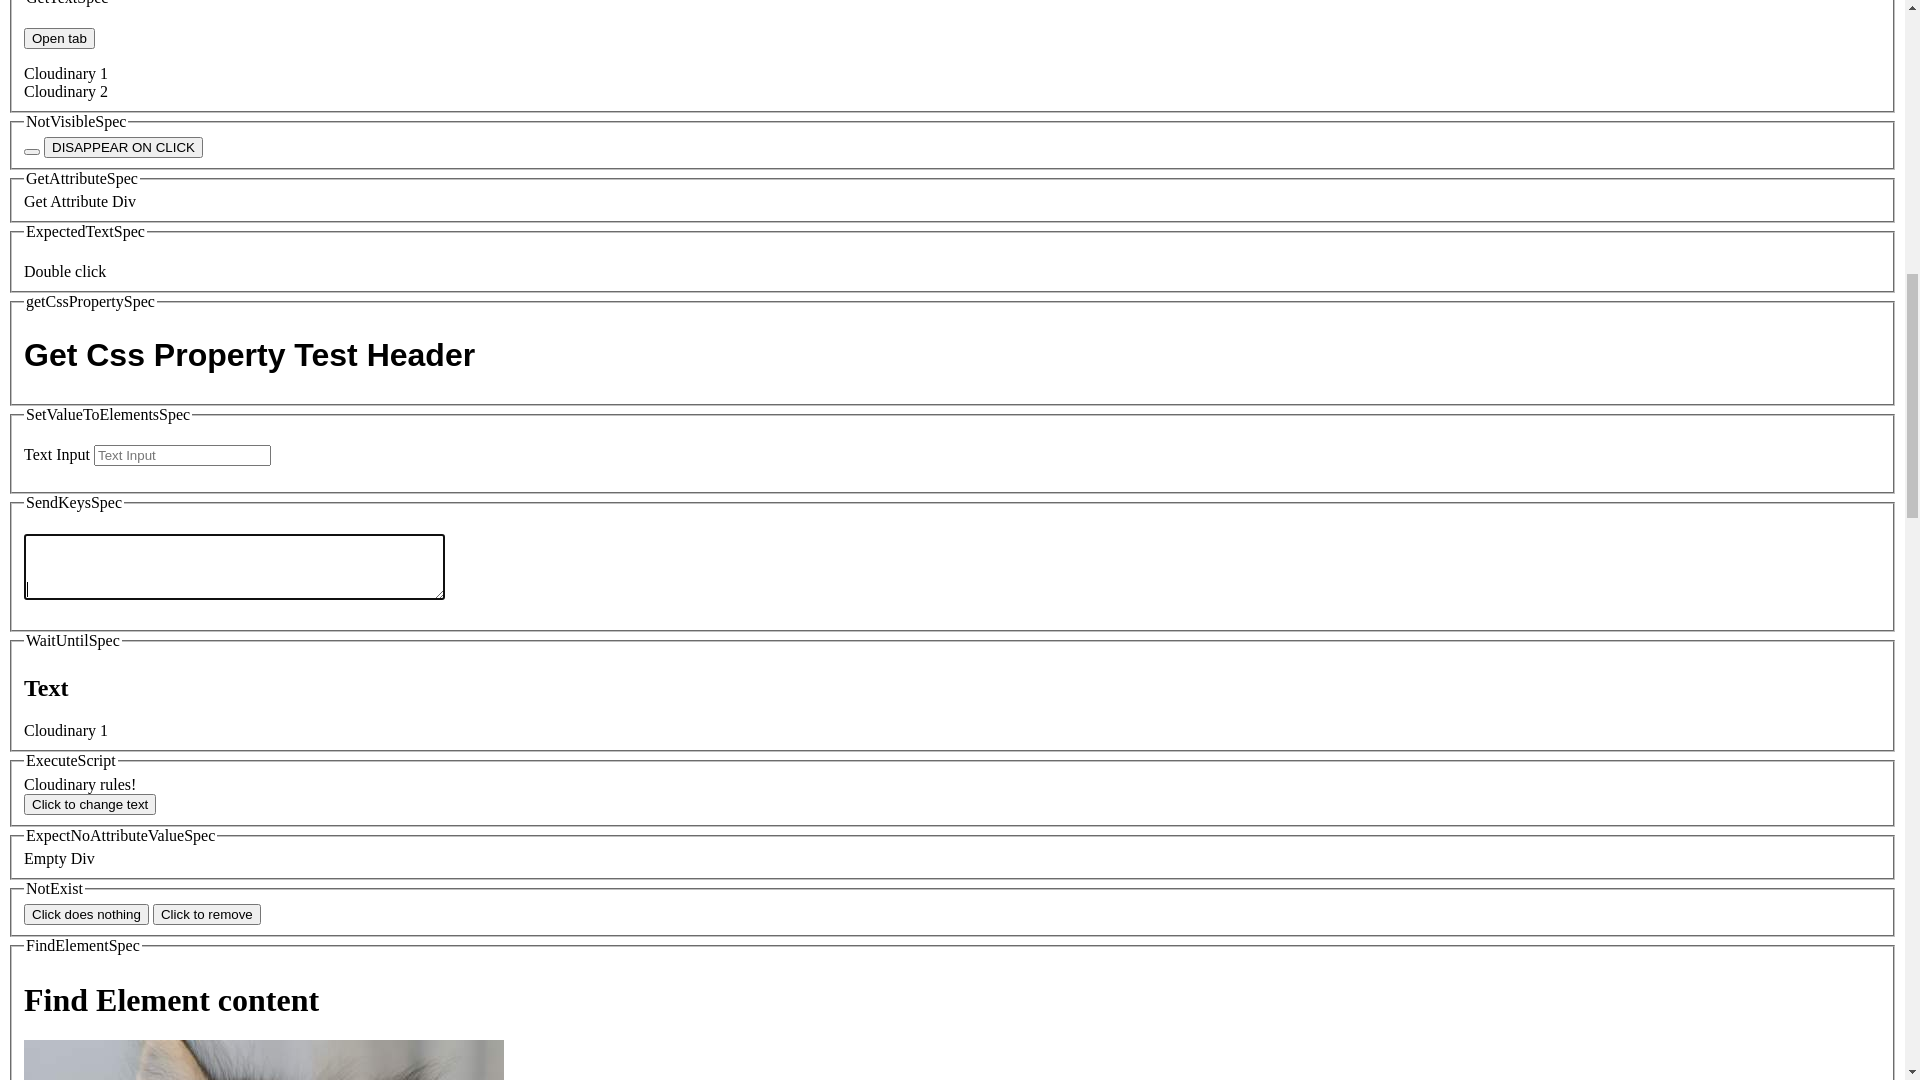 Open tab
Cloudinary 1
Cloudinary 2
NotVisibleSpec
DISAPPEAR ON CLICK
GetAttributeSpec
Get Attribute Div
ExpectedTextSpec
Double click
getCssPropertySpec
Get Css Property Test Header
SetValueToElementsSpec
Text Input Text Input
SendKeysSpec
WaitUntilSpec
Text
Cloudinary 1
ExecuteScript
Cloudinary rules!
Click to change text
ExpectNoAttributeValueSpec
Empty Div
NotExist
Click does nothing Click to remove
FindElementSpec
Find Element content